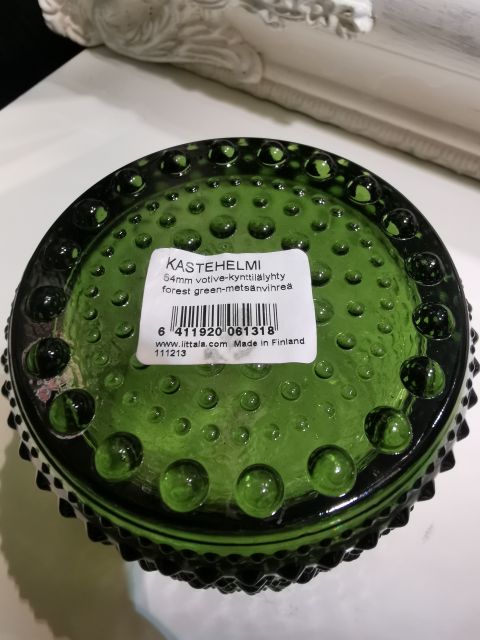 KASTEHELMI
64mm votive-kynttilälyhty
forest green-metsänvihreä
6 411920 061318
www.iittala.com Made in Finland
111213